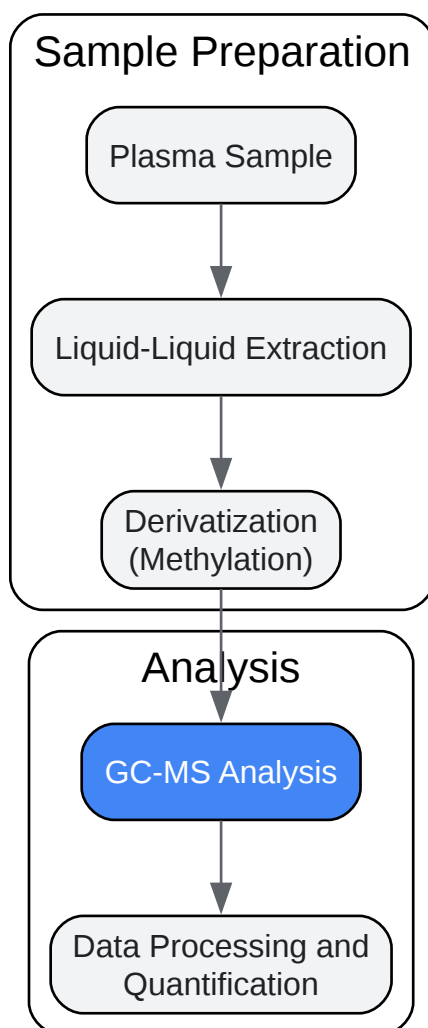 Sample Preparation
Plasma Sample
Liquid-Liquid Extraction
Derivatization
(Methylation)
Analysis
GC-MS Analysis
Data Processing and
Quantification